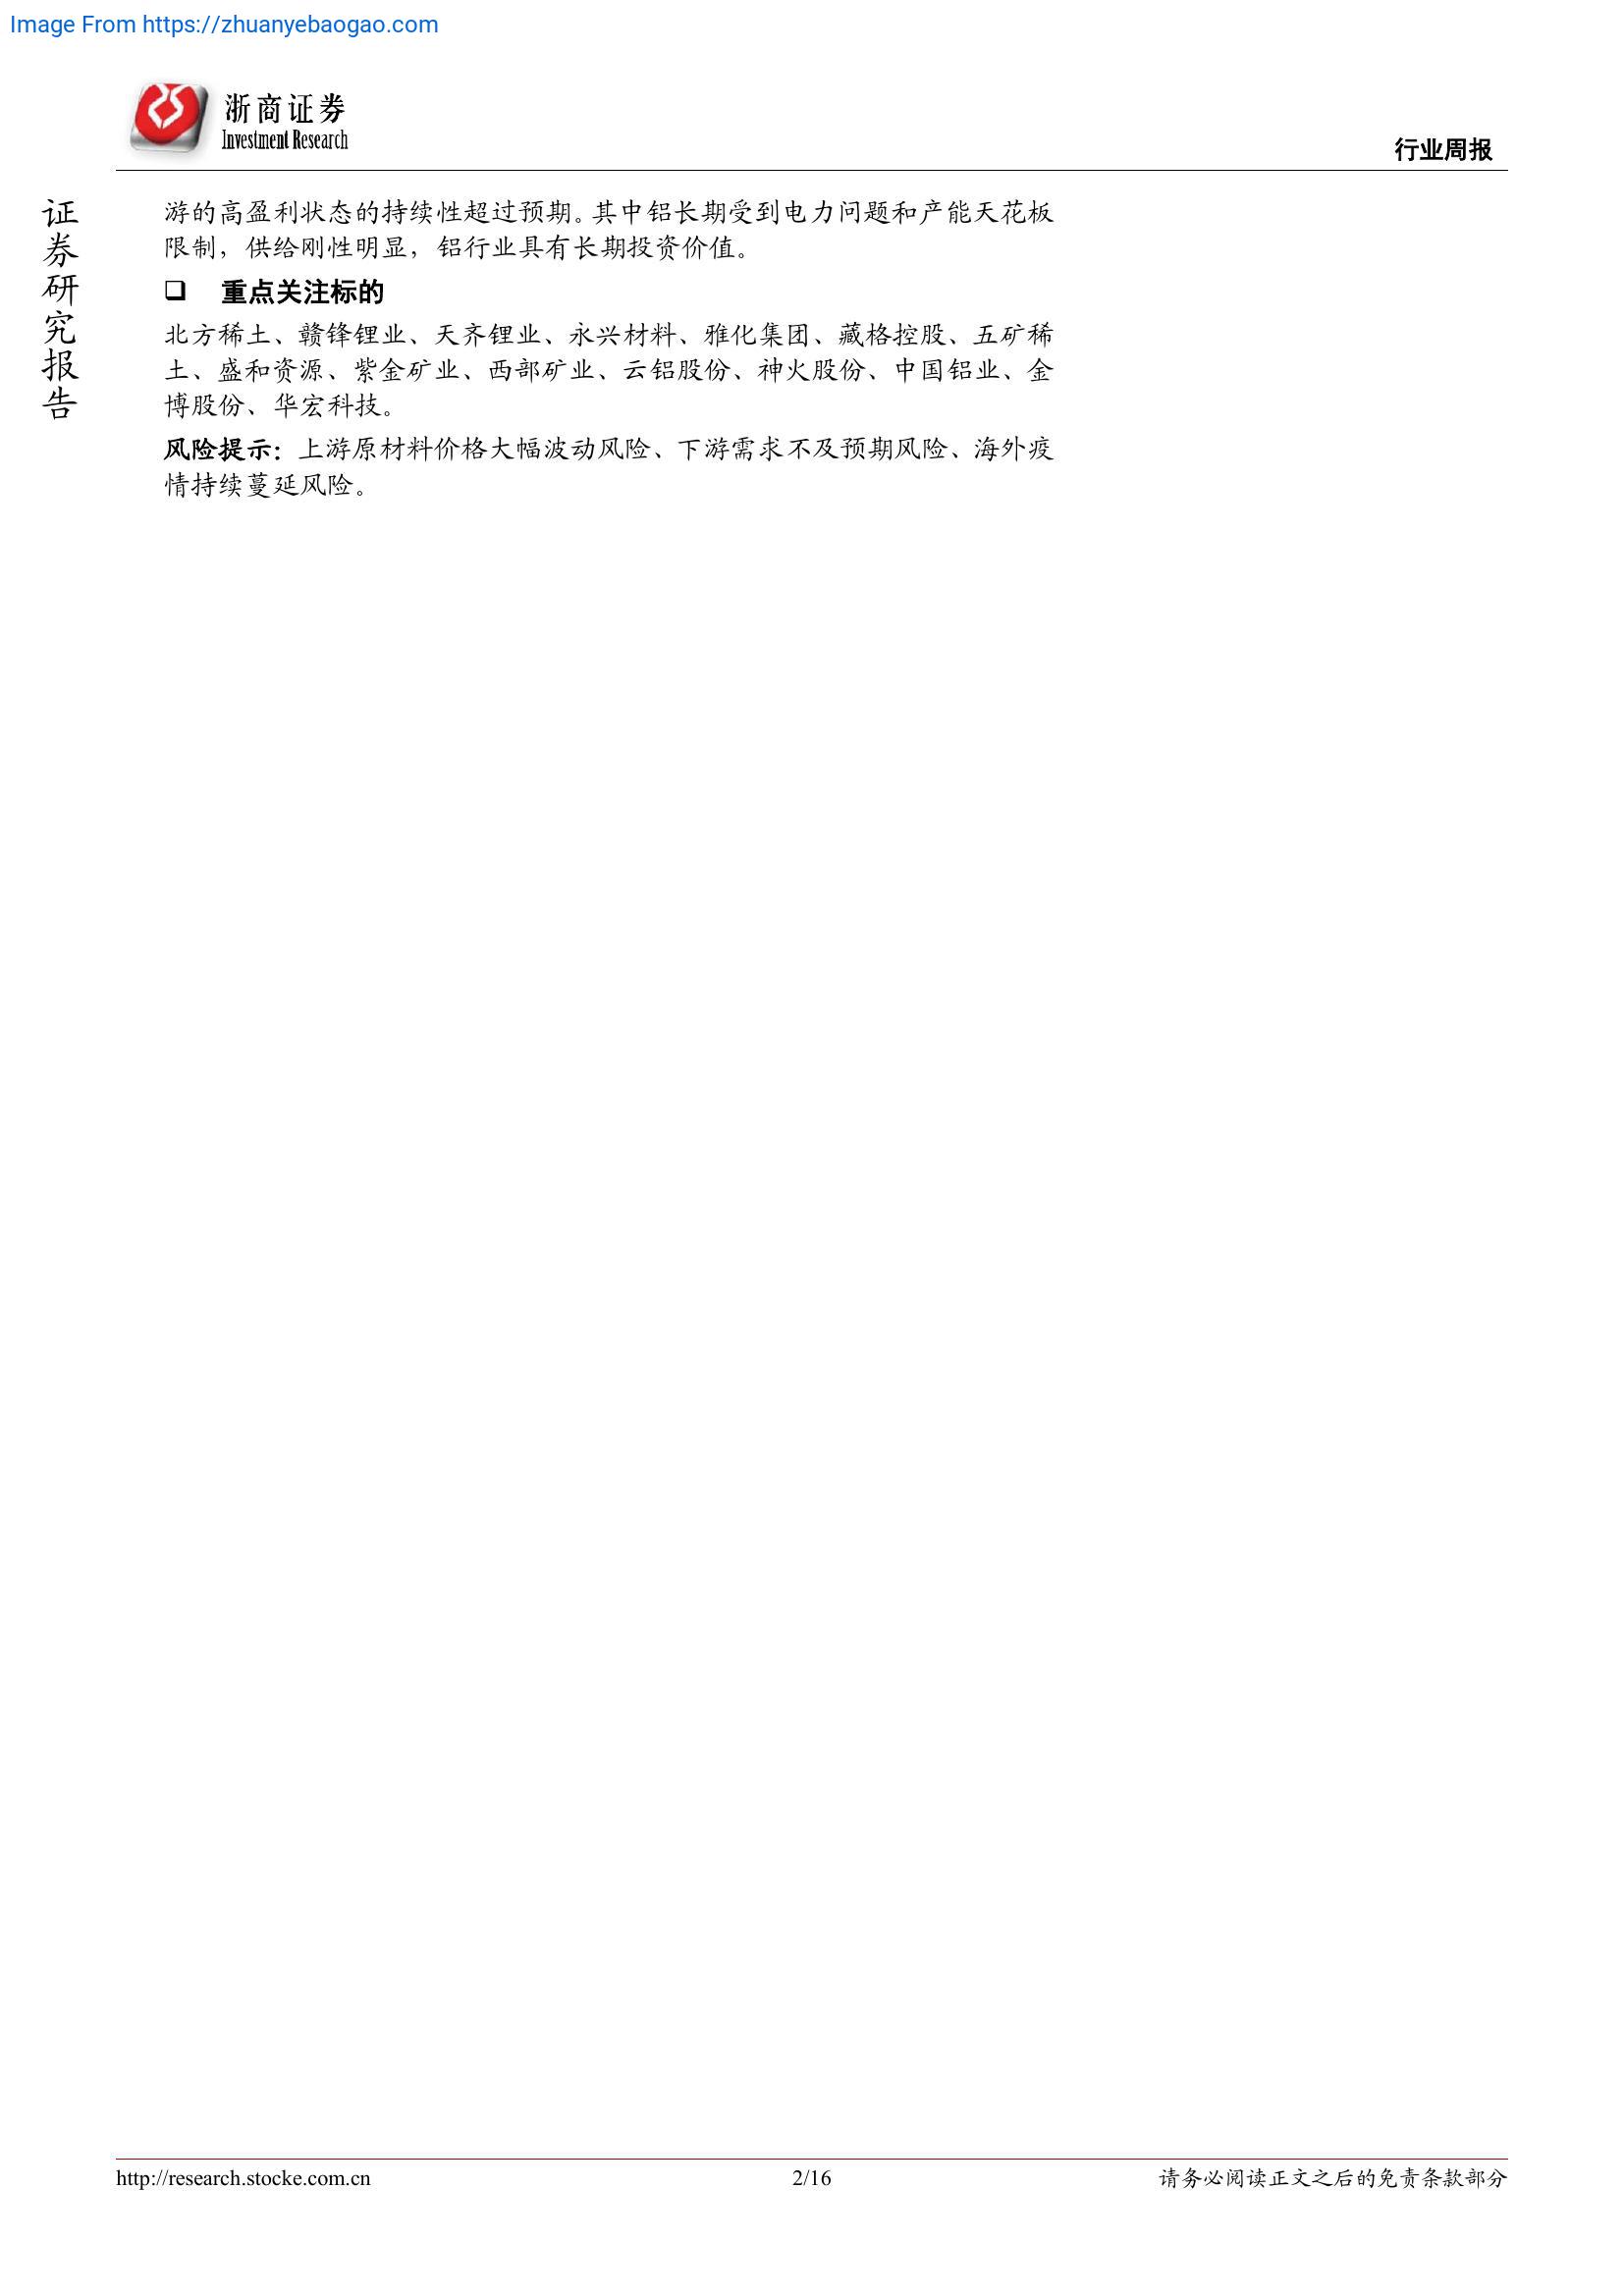 Image From https://zhuanyebaogao.com
浙商证券
Investment Research
行业周报
证券研究报告
游的高盈利状态的持续性超过预期。其中铝长期受到电力问题和产能天花板
限制，供给刚性明显，铝行业具有长期投资价值。
❑ 重点关注标的
北方稀土、赣锋锂业、天齐锂业、永兴材料、雅化集团、藏格控股、五矿稀
土、盛和资源、紫金矿业、西部矿业、云铝股份、神火股份、中国铝业、金
博股份、华宏科技。
风险提示：上游原材料价格大幅波动风险、下游需求不及预期风险、海外疫
情持续蔓延风险。
http://research.stocke.com.cn
2/16
请务必阅读正文之后的免责条款部分